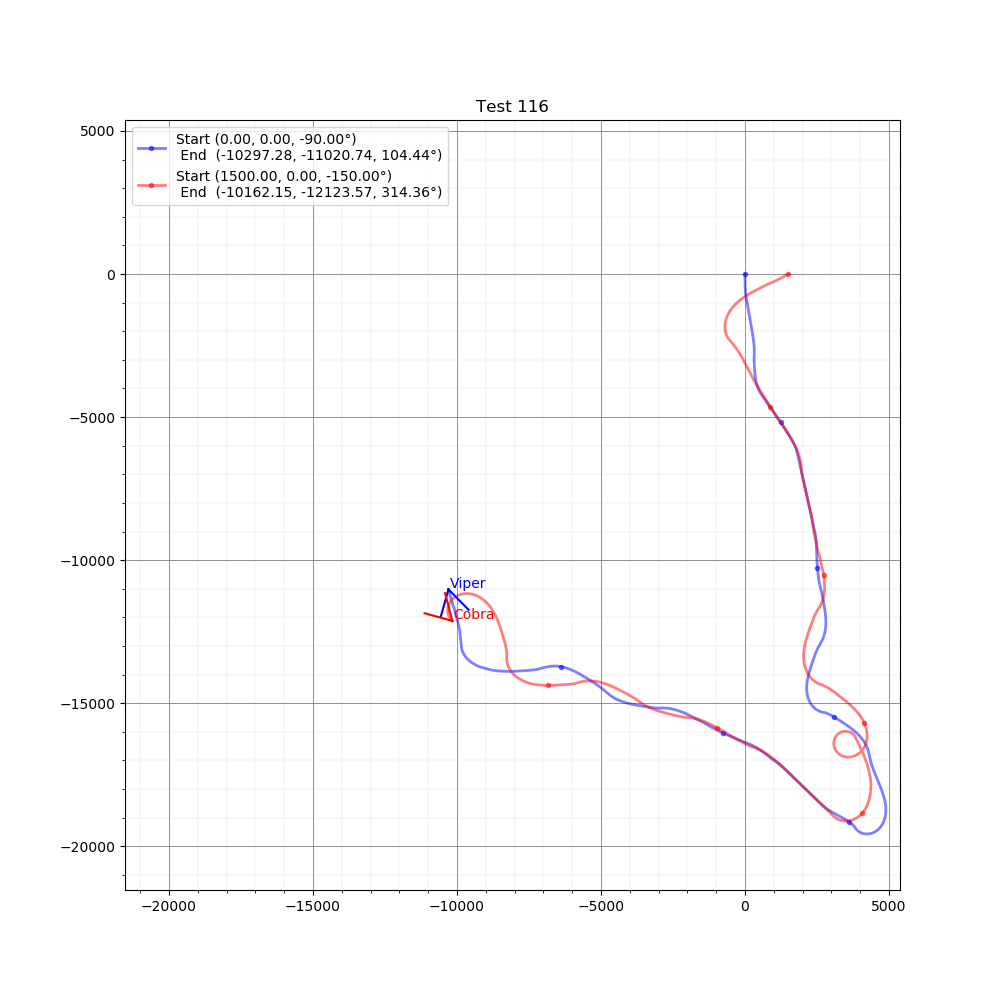 Test 116
Start (0.00, 0.00, -90.00°)
End (-10297.28, -11020.74, 104.44°)
Start (1500.00, 0.00, -150.00°)
End (-10162.15, -12123.57, 314.36°)
5000
0
−5000
−10000
−15000
−20000
Viper
Cobra
−20000 −15000 −10000 −5000 0 5000